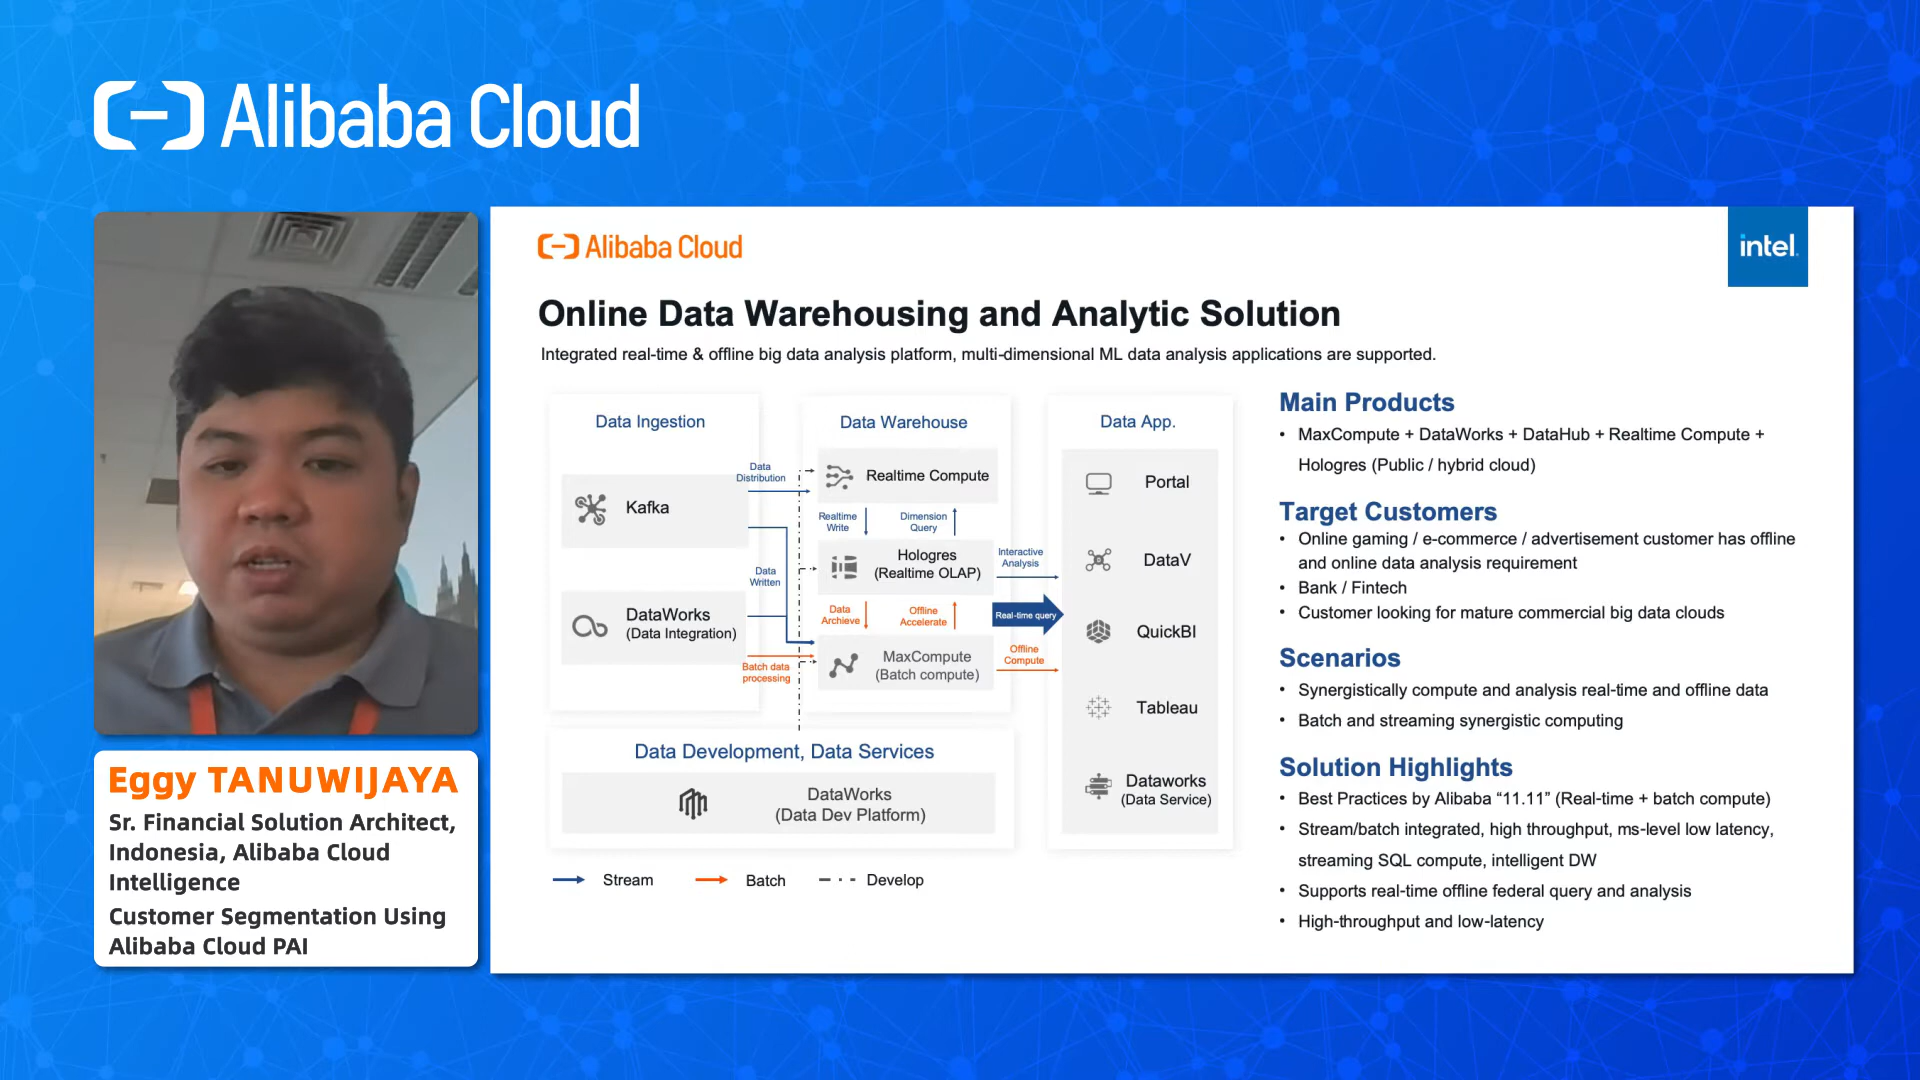 Alibaba Cloud
Eggy TANUWIJAYA
Sr. Financial Solution Architect,
Indonesia, Alibaba Cloud
Intelligence
Customer Segmentation Using
Alibaba Cloud PAI
Alibaba Cloud
intel.
Online Data Warehousing and Analytic Solution
Integrated real-time & offline big data analysis platform, multi-dimensional ML data analysis applications are supported.
Data Ingestion
Kafka
DataWorks
(Data Integration)
Data
Distribution
Data
Written
Batch data
processing
Data Warehouse
Realtime Compute
Realtime
Write
Dimension
Query
Hologres
(Realtime OLAP)
Data
Archieve
Offline
Accelerate
MaxCompute
(Batch compute)
Interactive
Analysis
Real-time query
Offline
Compute
Data App.
Portal
DataV
QuickBI
Tableau
Dataworks
(Data Service)
Data Development, Data Services
DataWorks
(Data Dev Platform)
Stream
Batch
Develop
Main Products
• MaxCompute + DataWorks + DataHub + Realtime Compute +
Hologres (Public / hybrid cloud)
Target Customers
• Online gaming / e-commerce / advertisement customer has offline
and online data analysis requirement
• Bank / Fintech
• Customer looking for mature commercial big data clouds
Scenarios
• Synergistically compute and analysis real-time and offline data
• Batch and streaming synergistic computing
Solution Highlights
• Best Practices by Alibaba “11.11” (Real-time + batch compute)
• Stream/batch integrated, high throughput, ms-level low latency,
streaming SQL compute, intelligent DW
• Supports real-time offline federal query and analysis
• High-throughput and low-latency